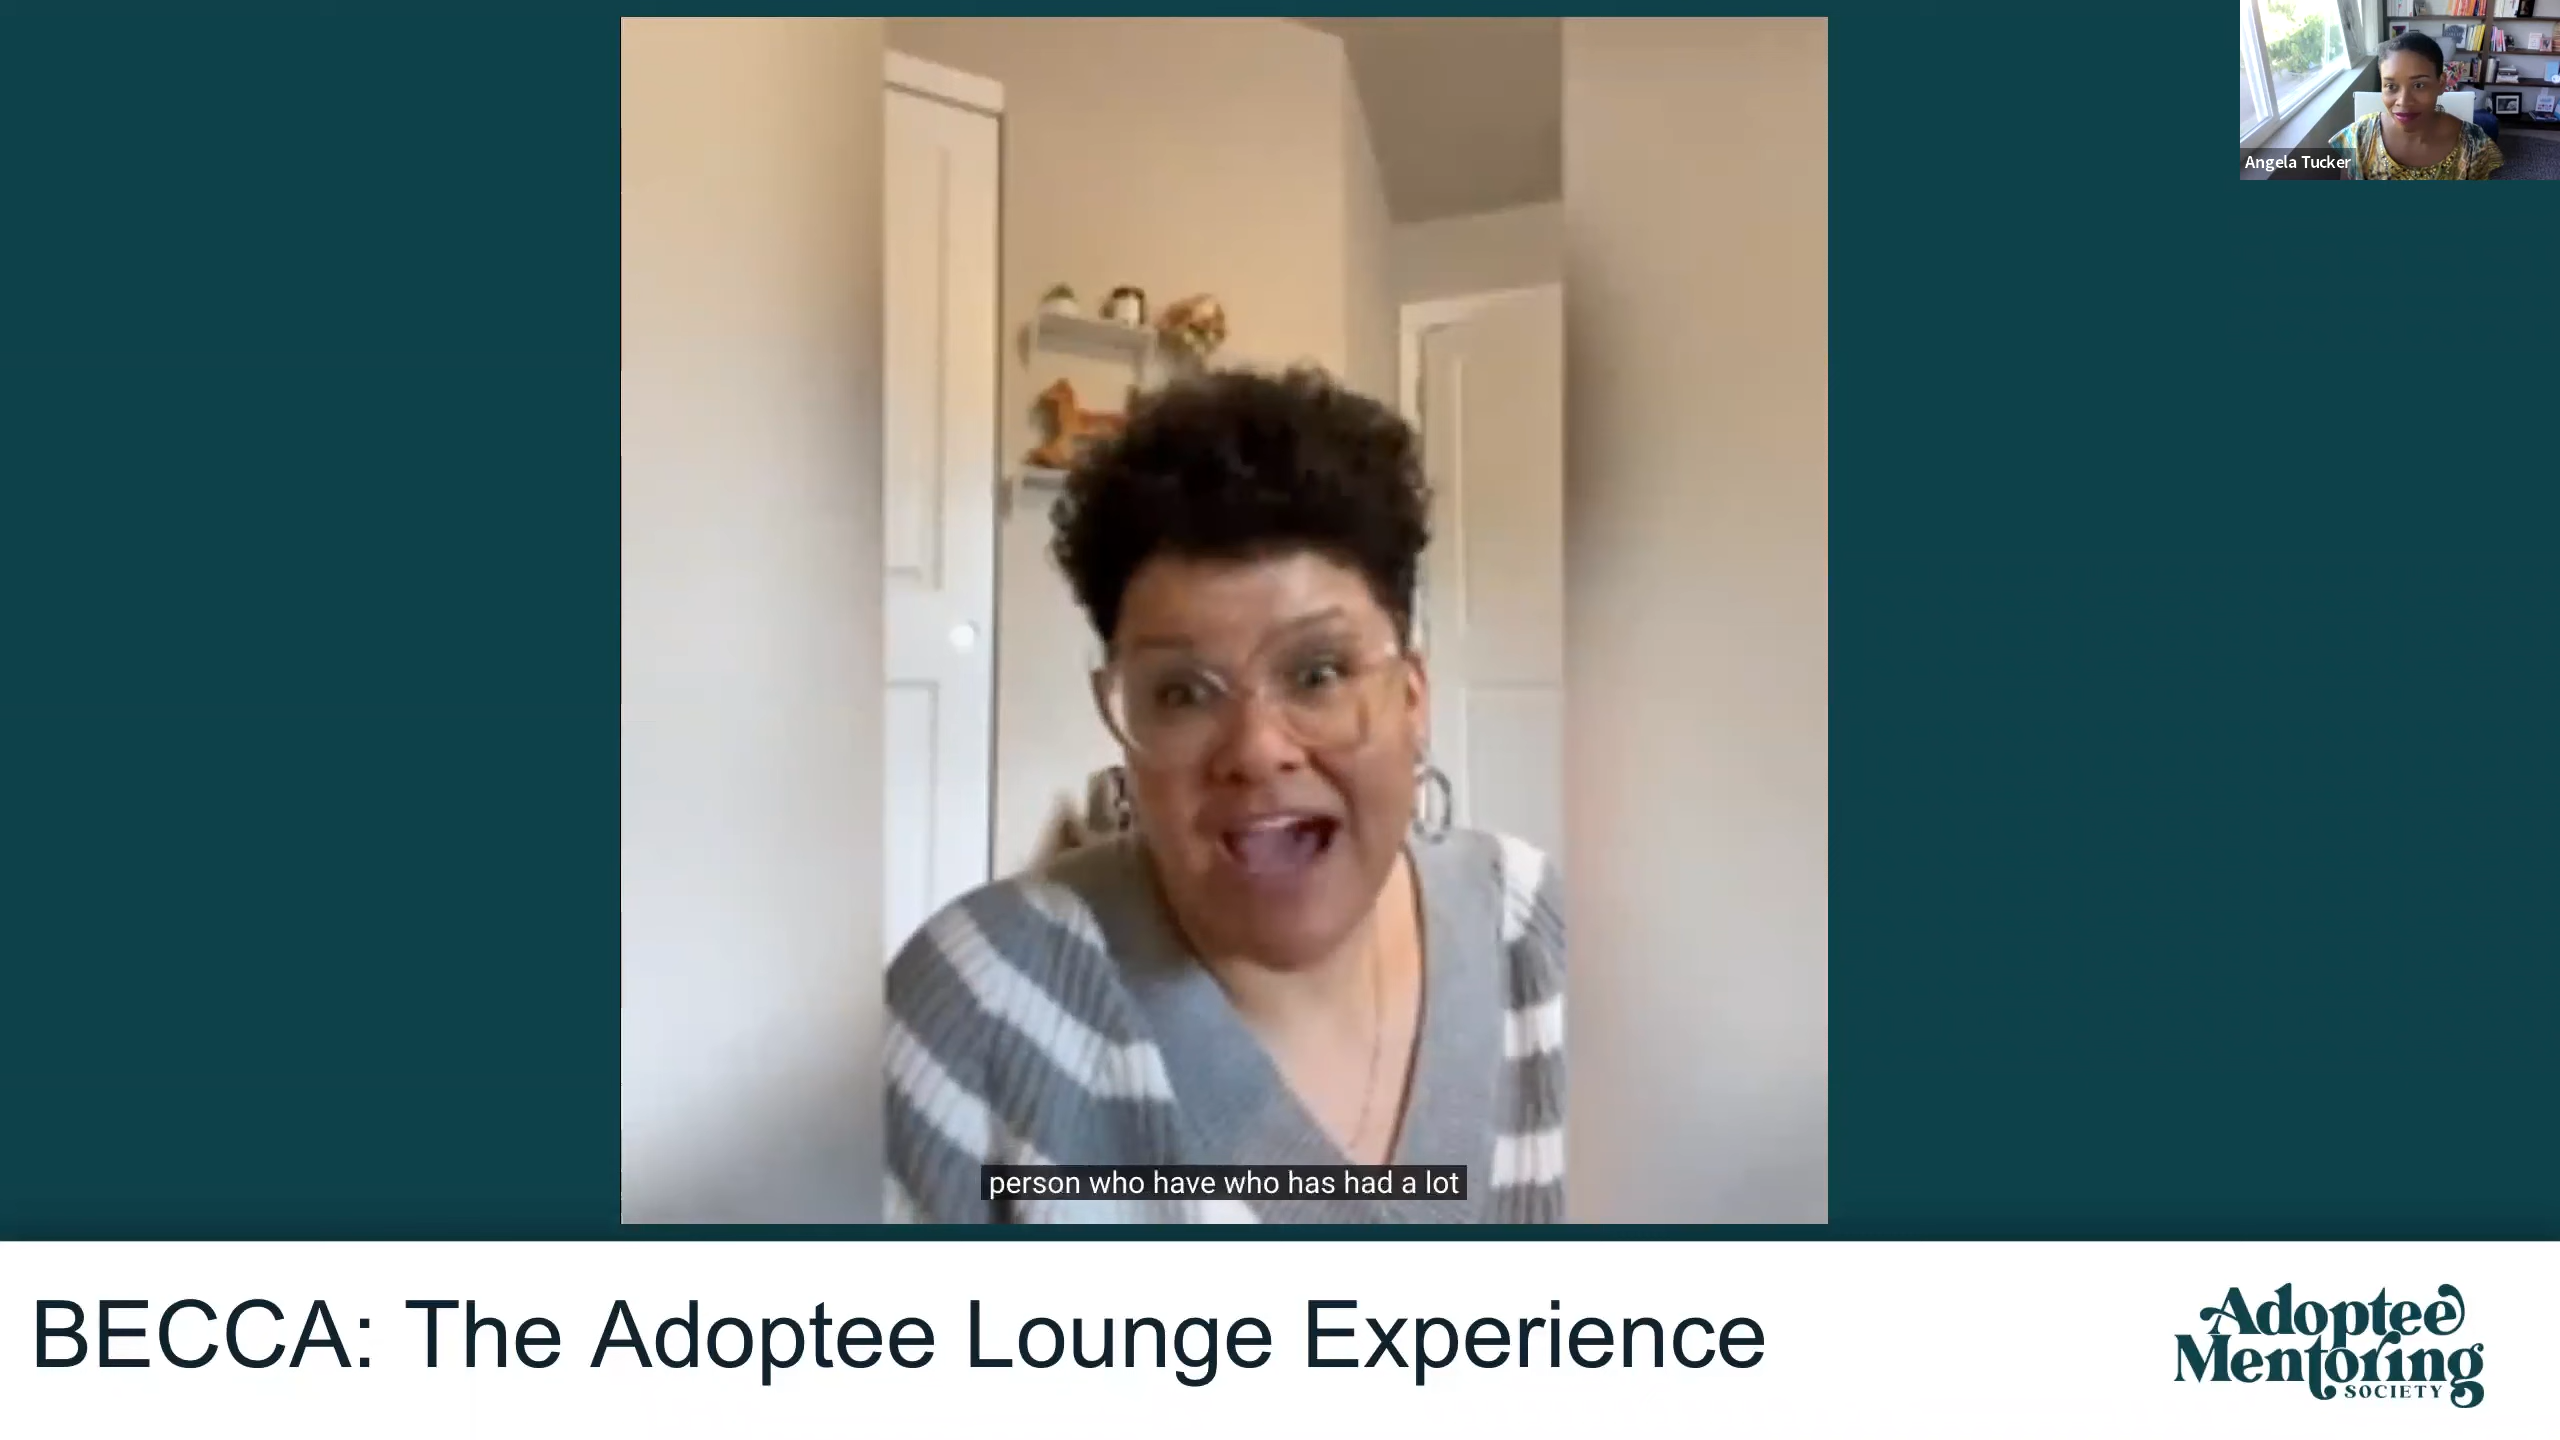 Angela Tucker
person who have who has had a lot
BECCA: The Adoptee Lounge Experience
Adoptee
Mentoring
SOCIETY